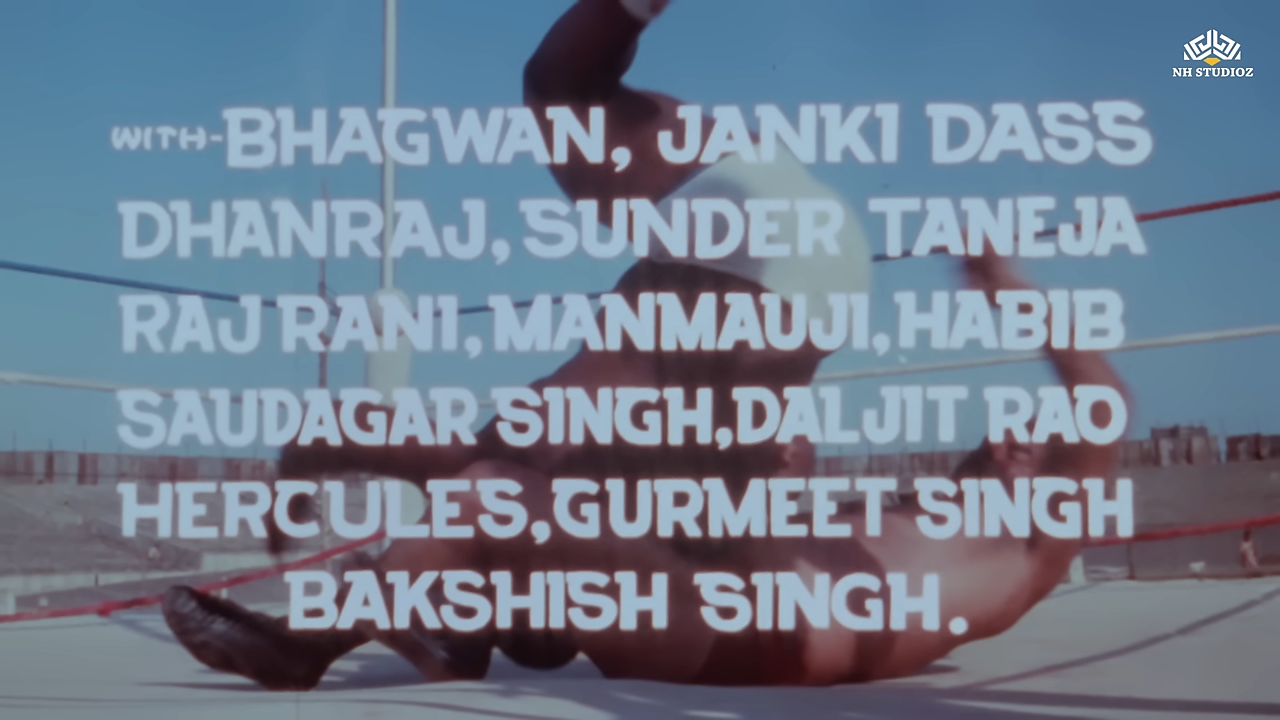 NH STUDIOZ
WITH-BHAGWAN, JANKI DASS
DHANRAJ, SUNDER TANEJA
RAJ RANI, MANMAUJI, HABIB
SAUDAGAR SINGH, DALJIT RAO
HERCULES, GURMEET SINGH
BAKSHISH SINGH.